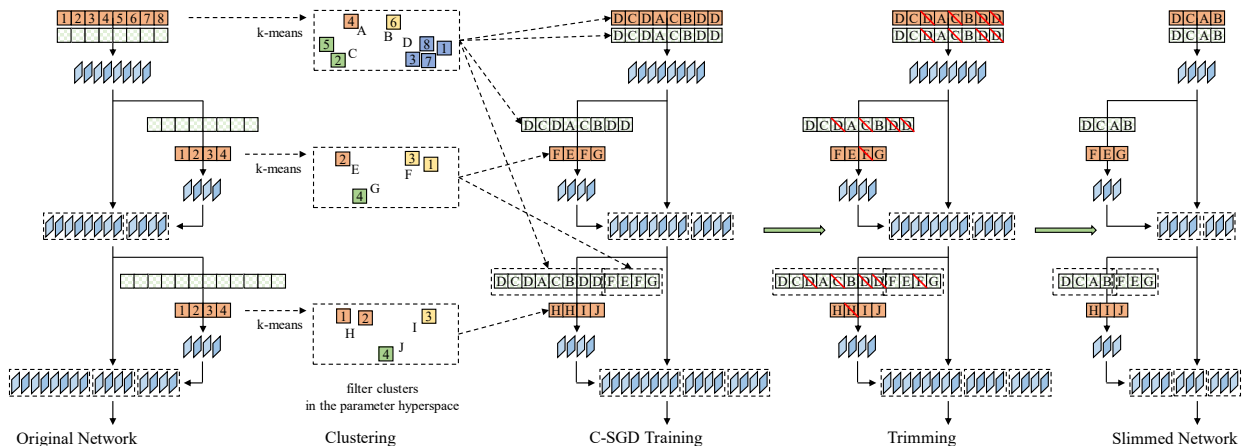 1 2 3 4 5 6 7 8
k-means
4
A
6
B
5
2
C
D
8
1
3
7
D C D A C B D D
D C D A C B D D
D C D A C B D D
D C D A C B D D
D C A B
D C A B
D C D A C B D D
D C D A C B D D
D C A B
1 2 3 4
k-means
2
E
3
F
1
4
G
F E F G
F E F G
F E G
D C D A C B D D F E F G
D C D A C B D D F E F G
D C A B F E G
1 2 3 4
k-means
1
H
2
3
I
4
J
H H I J
H H I J
H I J
filter clusters
in the parameter hyperspace
Original Network
Clustering
C-SGD Training
Trimming
Slimmed Network